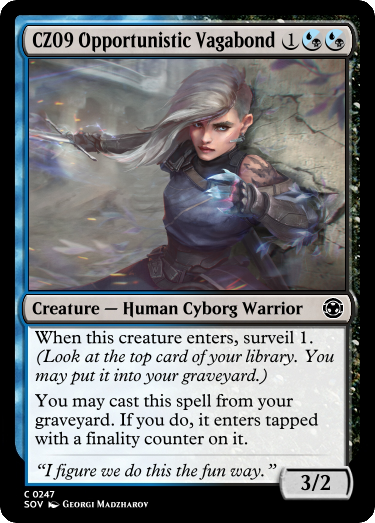 CZ09 Opportunistic Vagabond 1
Creature — Human Cyborg Warrior
When this creature enters, surveil 1.
(Look at the top card of your library. You
may put it into your graveyard.)
You may cast this spell from your
graveyard. If you do, it enters tapped
with a finality counter on it.
“I figure we do this the fun way.”
3/2
C 0247
SOV Georgi Madzharov